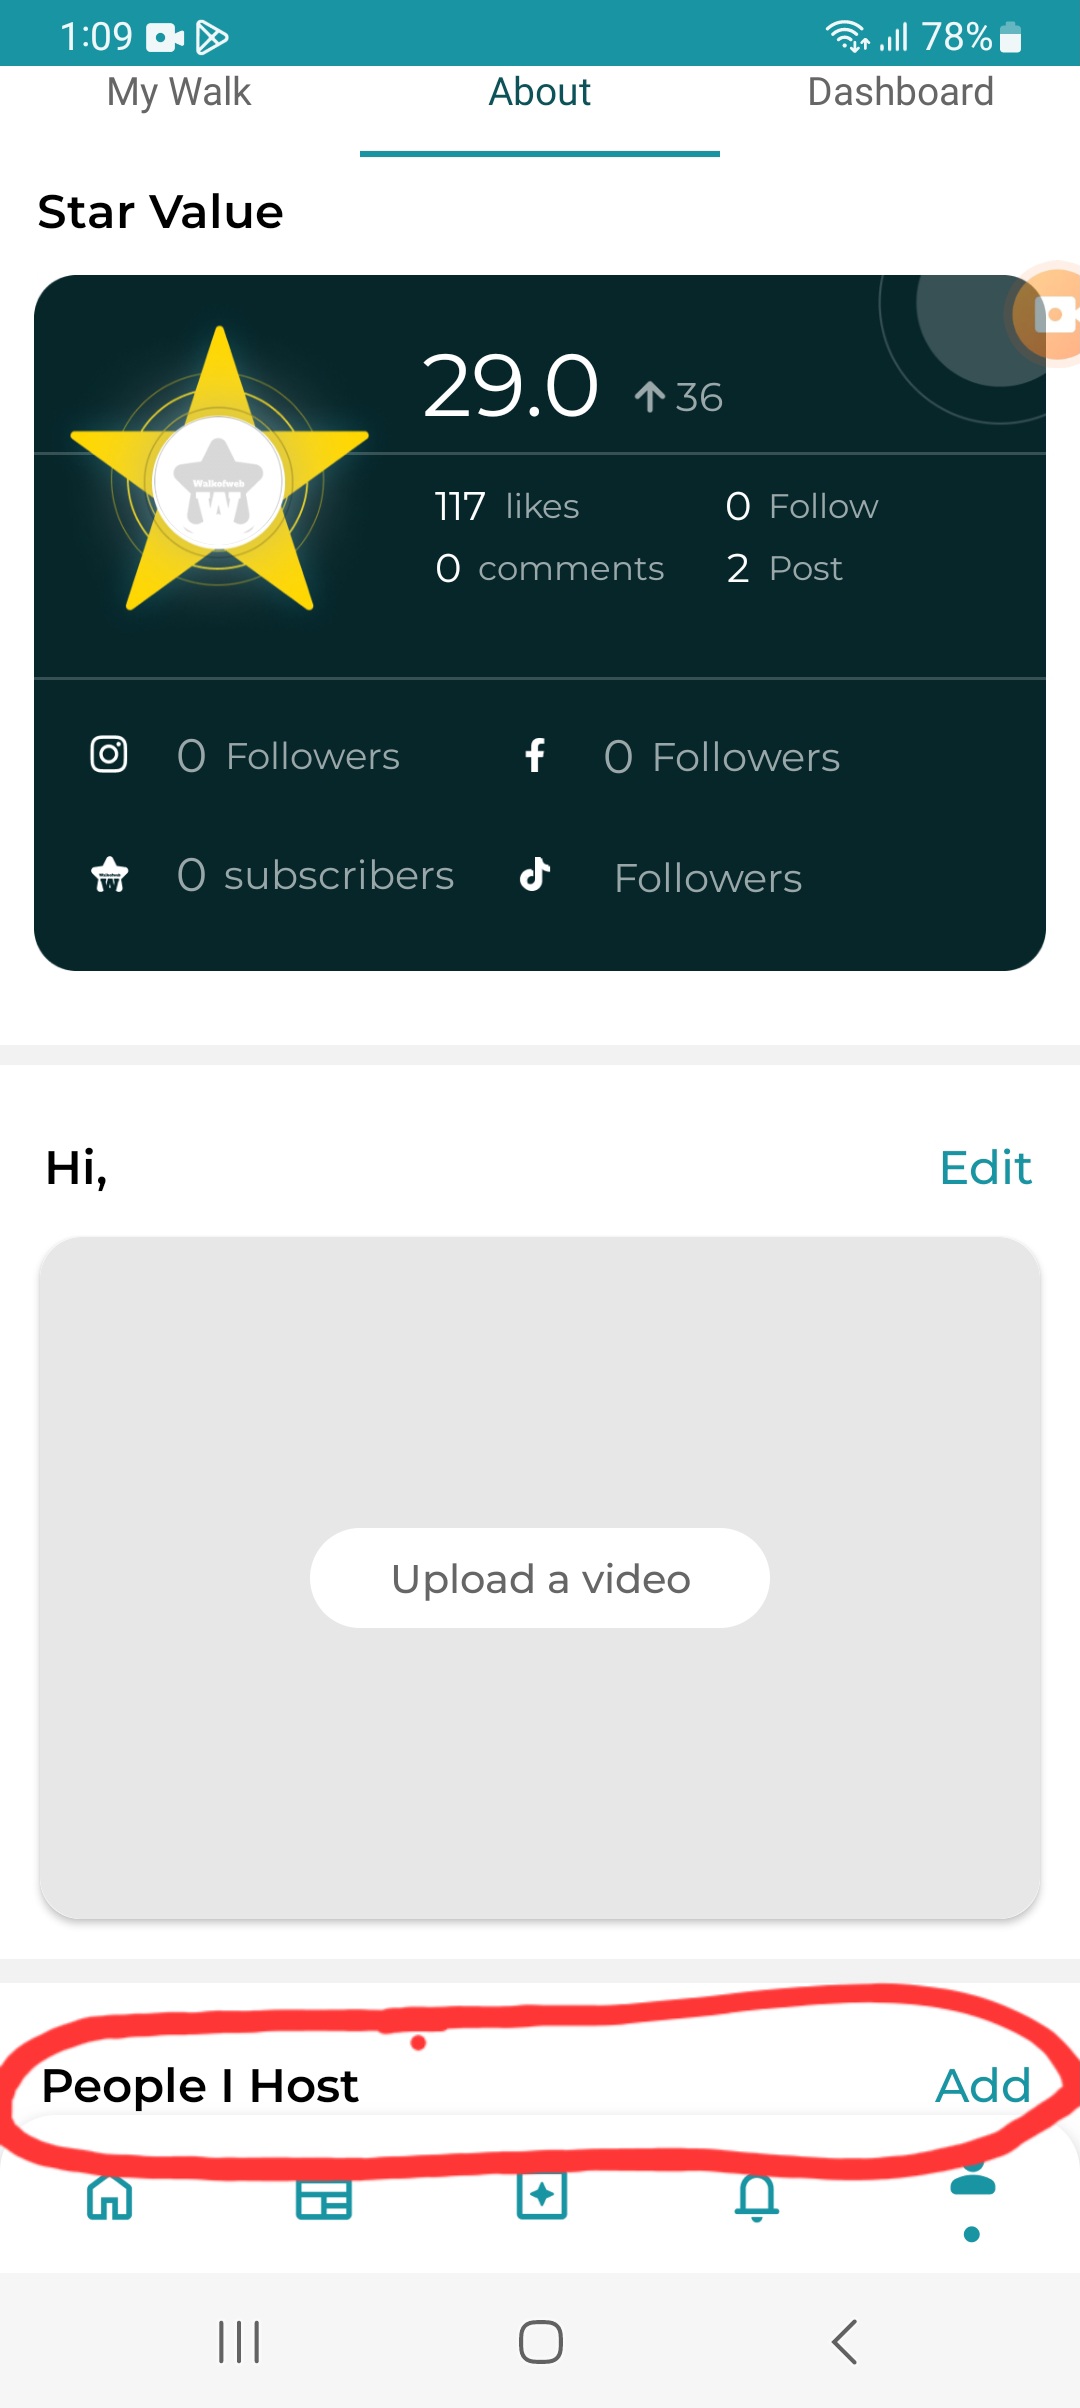 1:09 78%
My Walk About Dashboard
Star Value
29.0 36
Walkofweb
W
117 likes 0 Follow
0 comments 2 Post
0 Followers 0 Followers
0 subscribers Followers
Hi, Edit
Upload a video
People I Host Add